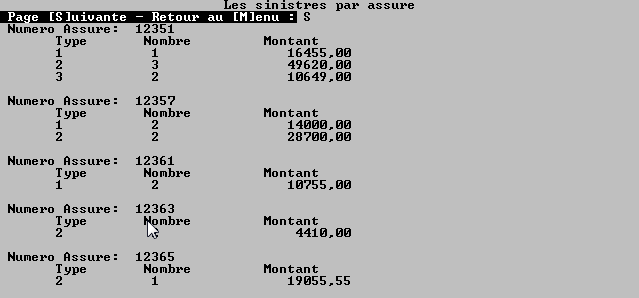 Les sinistres par assure
Page [S]uivante - Retour au [M]enu : S
Numero Assure: 12351
Type Nombre Montant
1 1 16455,00
2 3 49620,00
3 2 10649,00
Numero Assure: 12357
Type Nombre Montant
1 2 14000,00
2 2 28700,00
Numero Assure: 12361
Type Nombre Montant
1 2 10755,00
Numero Assure: 12363
Type Nombre Montant
2 4410,00
Numero Assure: 12365
Type Nombre Montant
2 1 19055,55